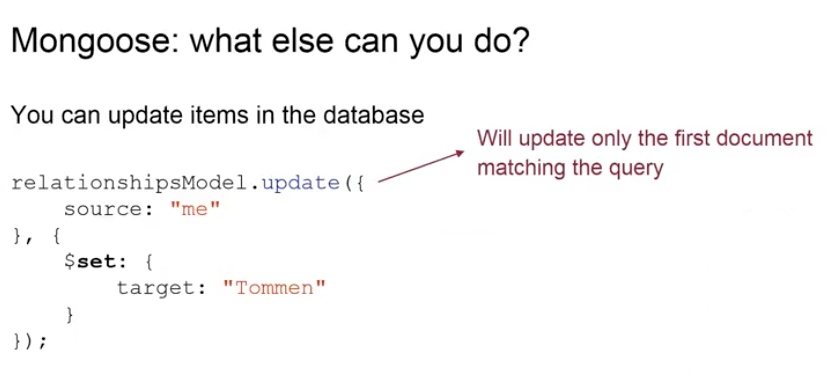 Mongoose: what else can you do?
You can update items in the database
Will update only the first document
matching the query
relationshipsModel.update({
    source: "me"
}, {
    $set: {
        target: "Tommen"
    }
});